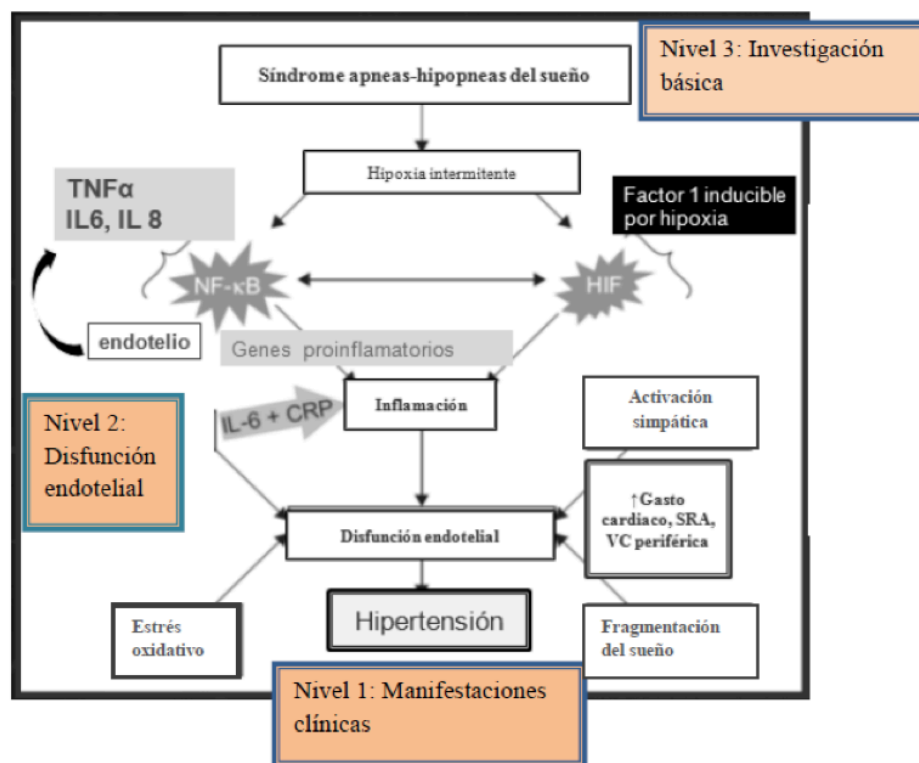 Nivel 3: Investigación
básica
Síndrome apneas-hipopneas del sueño
Hipoxia intermitente
TNFα
IL6, IL 8
Factor 1 inducible
por hipoxia
NF-κB
HIF
endotelio
Genes proinflamatorios
IL-6 + CRP
Inflamación
Activación
simpática
Nivel 2:
Disfunción
endotelial
↑Gasto
cardiaco, SRA,
VC periférica
Disfunción endotelial
Hipertensión
Estrés
oxidativo
Fragmentación
del sueño
Nivel 1: Manifestaciones
clínicas